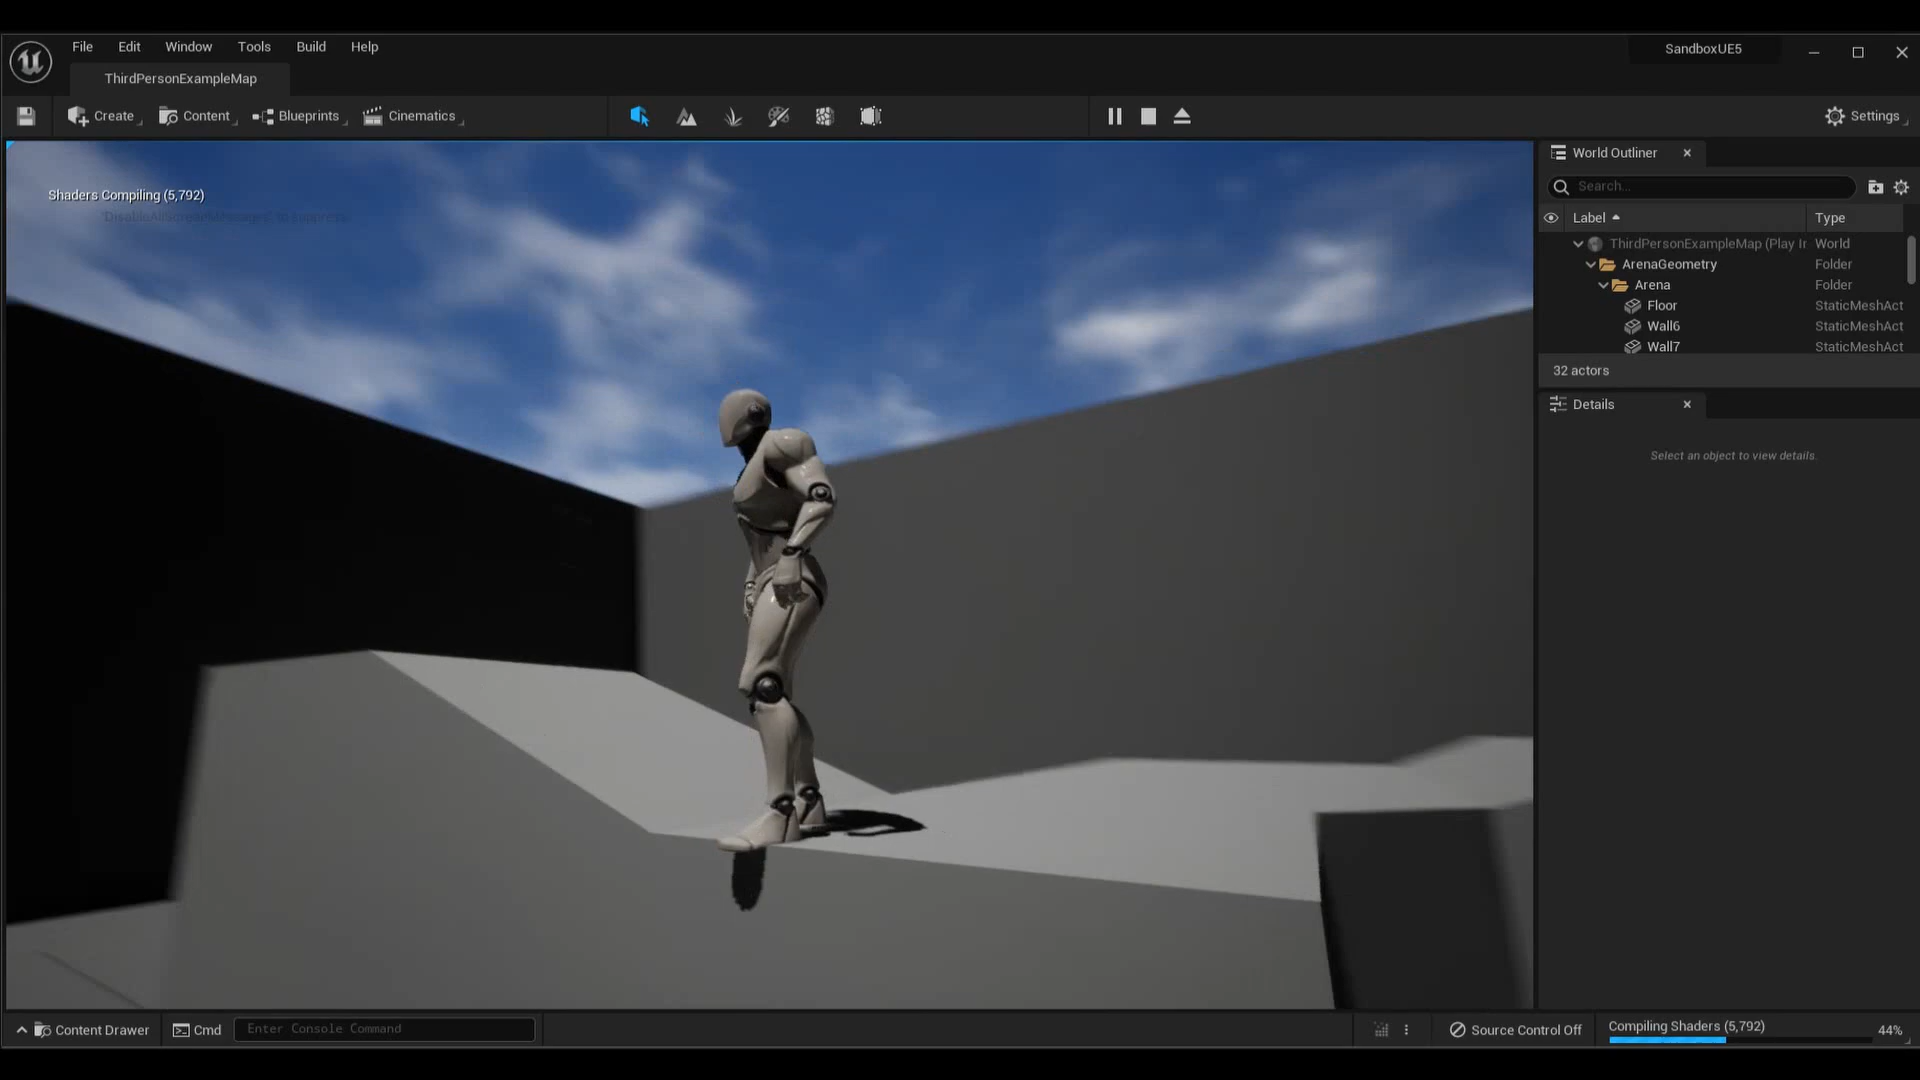 File Edit Window Tools Build Help
SandboxUE5
ThirdPersonExampleMap
Create Content Blueprints Cinematics
Settings
World Outliner
Shaders Compiling (5,792)
'DisableAllScreenMessages' to suppress
Search...
Label Type
ThirdPersonExampleMap (Play In World
ArenaGeometry Folder
Arena Folder
Floor StaticMeshAct
Wall6 StaticMeshAct
Wall7 StaticMeshAct
32 actors
Details
Select an object to view details.
Content Drawer Cmd Enter Console Command
Source Control Off
Compiling Shaders (5,792) 44%